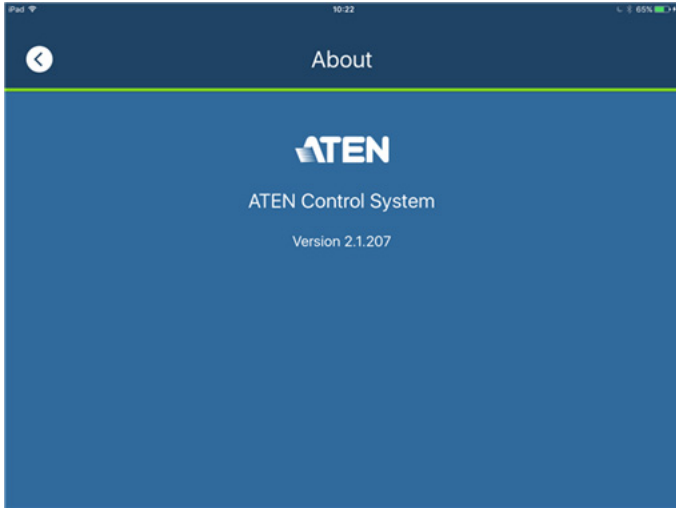 iPad
10:22
65%
About
ATEN
ATEN Control System
Version 2.1.207